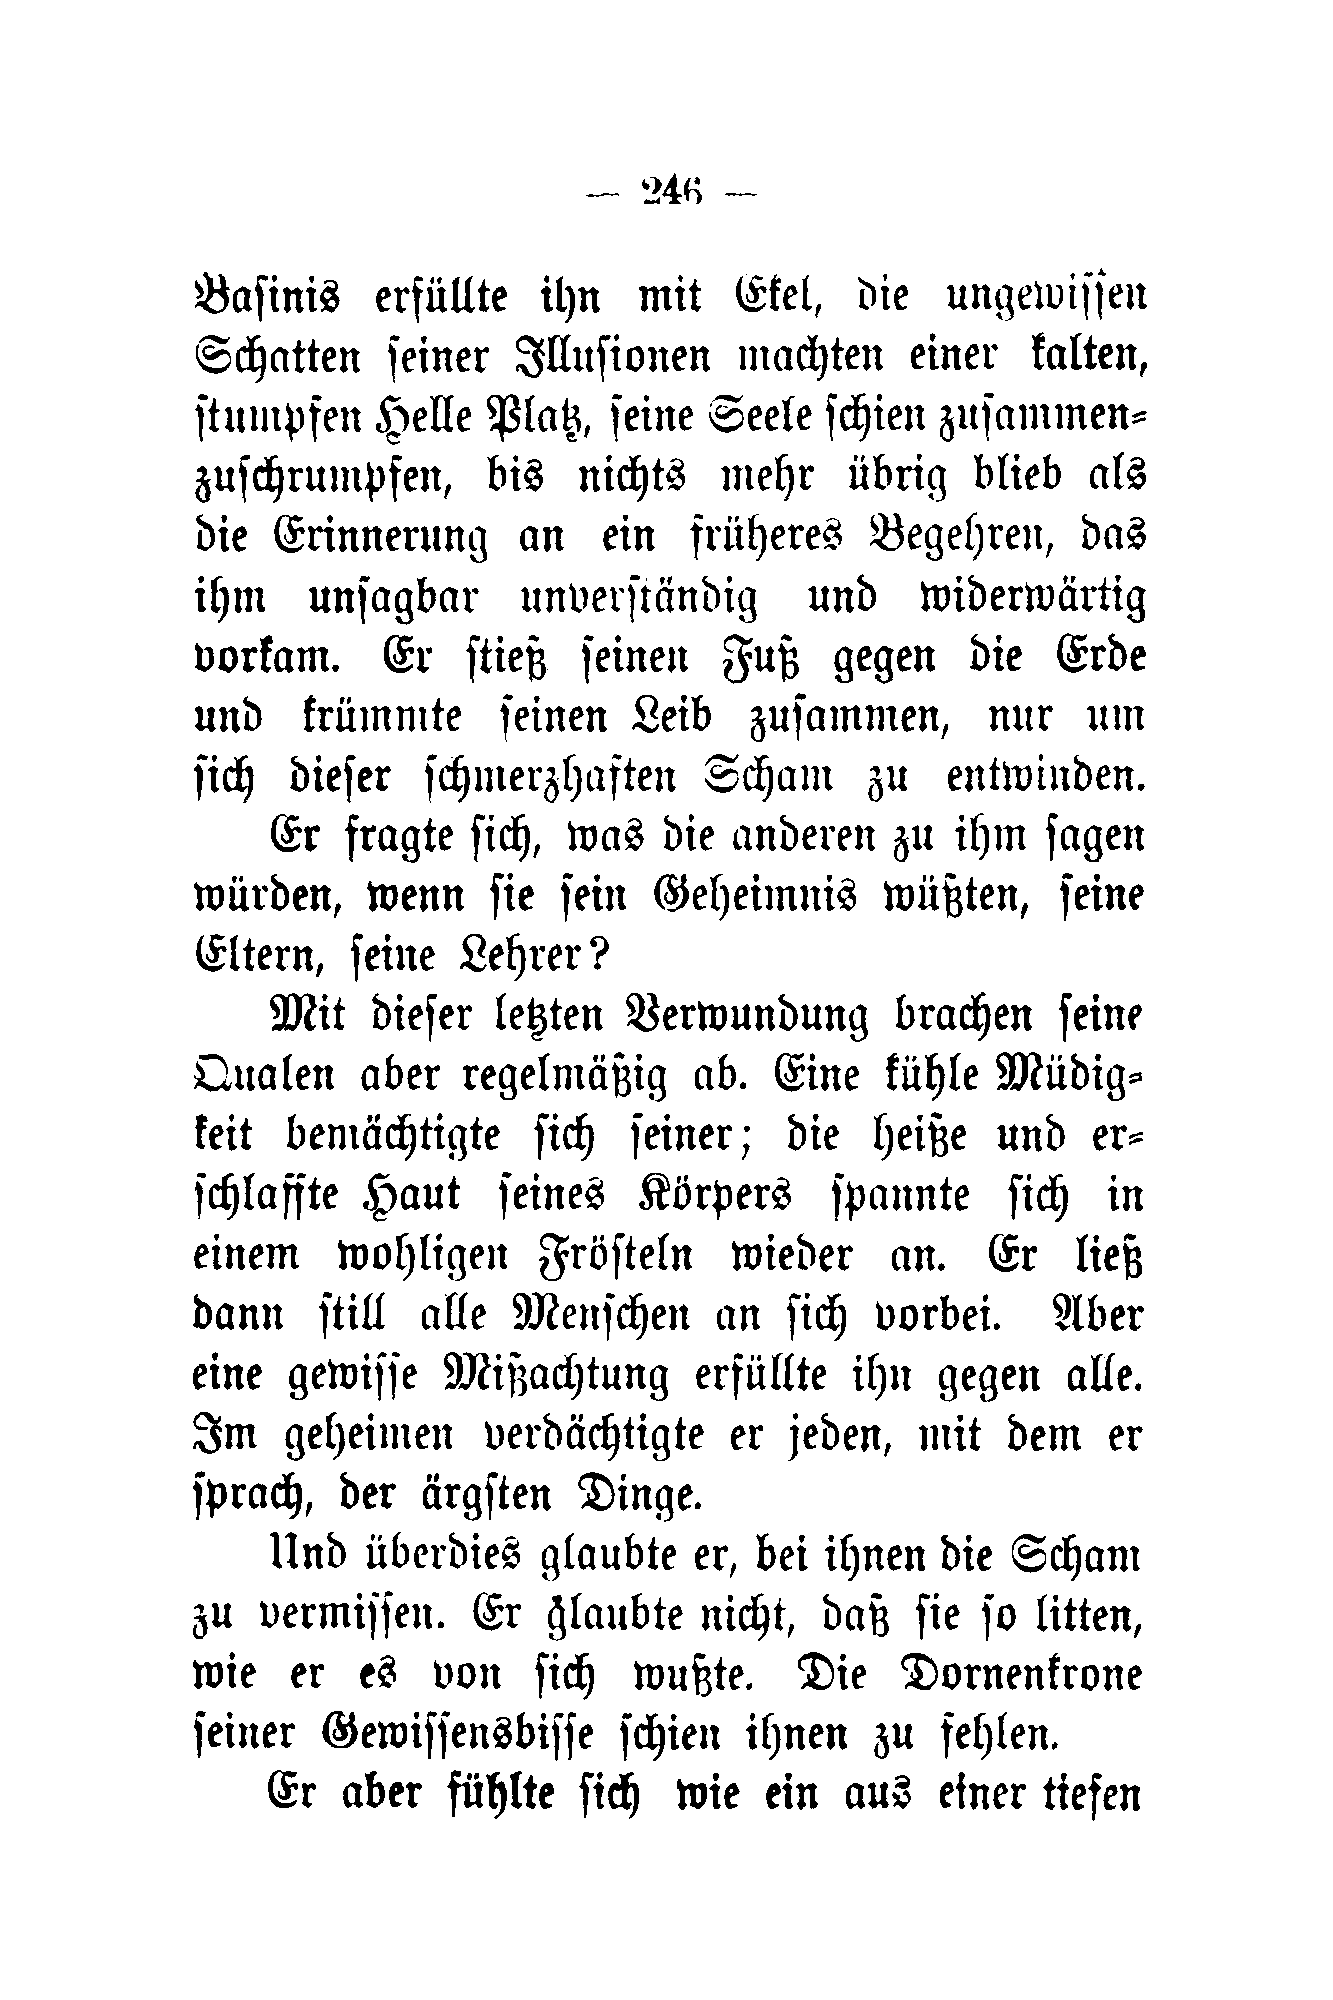 — 246 —
Basinis erfüllte ihn mit Ekel, die ungewissen
Schatten seiner Illusionen machten einer kalten,
stumpfen Helle Platz, seine Seele schien zusammen-
zuschrumpfen, bis nichts mehr übrig blieb als
die Erinnerung an ein früheres Begehren, das
ihm unsagbar unverständig und widerwärtig
vorkam. Er stieß seinen Fuß gegen die Erde
und krümmte seinen Leib zusammen, nur um
sich dieser schmerzhaften Scham zu entwinden.
Er fragte sich, was die anderen zu ihm sagen
würden, wenn sie sein Geheimnis wüßten, seine
Eltern, seine Lehrer?
Mit dieser letzten Verwundung brachen seine
Qualen aber regelmäßig ab. Eine kühle Müdig-
keit bemächtigte sich seiner; die heiße und er-
schlaffte Haut seines Körpers spannte sich in
einem wohligen Frösteln wieder an. Er ließ
dann still alle Menschen an sich vorbei. Aber
eine gewisse Mißachtung erfüllte ihn gegen alle.
Im geheimen verdächtigte er jeden, mit dem er
sprach, der ärgsten Dinge.
Und überdies glaubte er, bei ihnen die Scham
zu vermissen. Er glaubte nicht, daß sie so litten,
wie er es von sich wußte. Die Dornenkrone
seiner Gewissensbisse schien ihnen zu fehlen.
Er aber fühlte sich wie ein aus einer tiefen